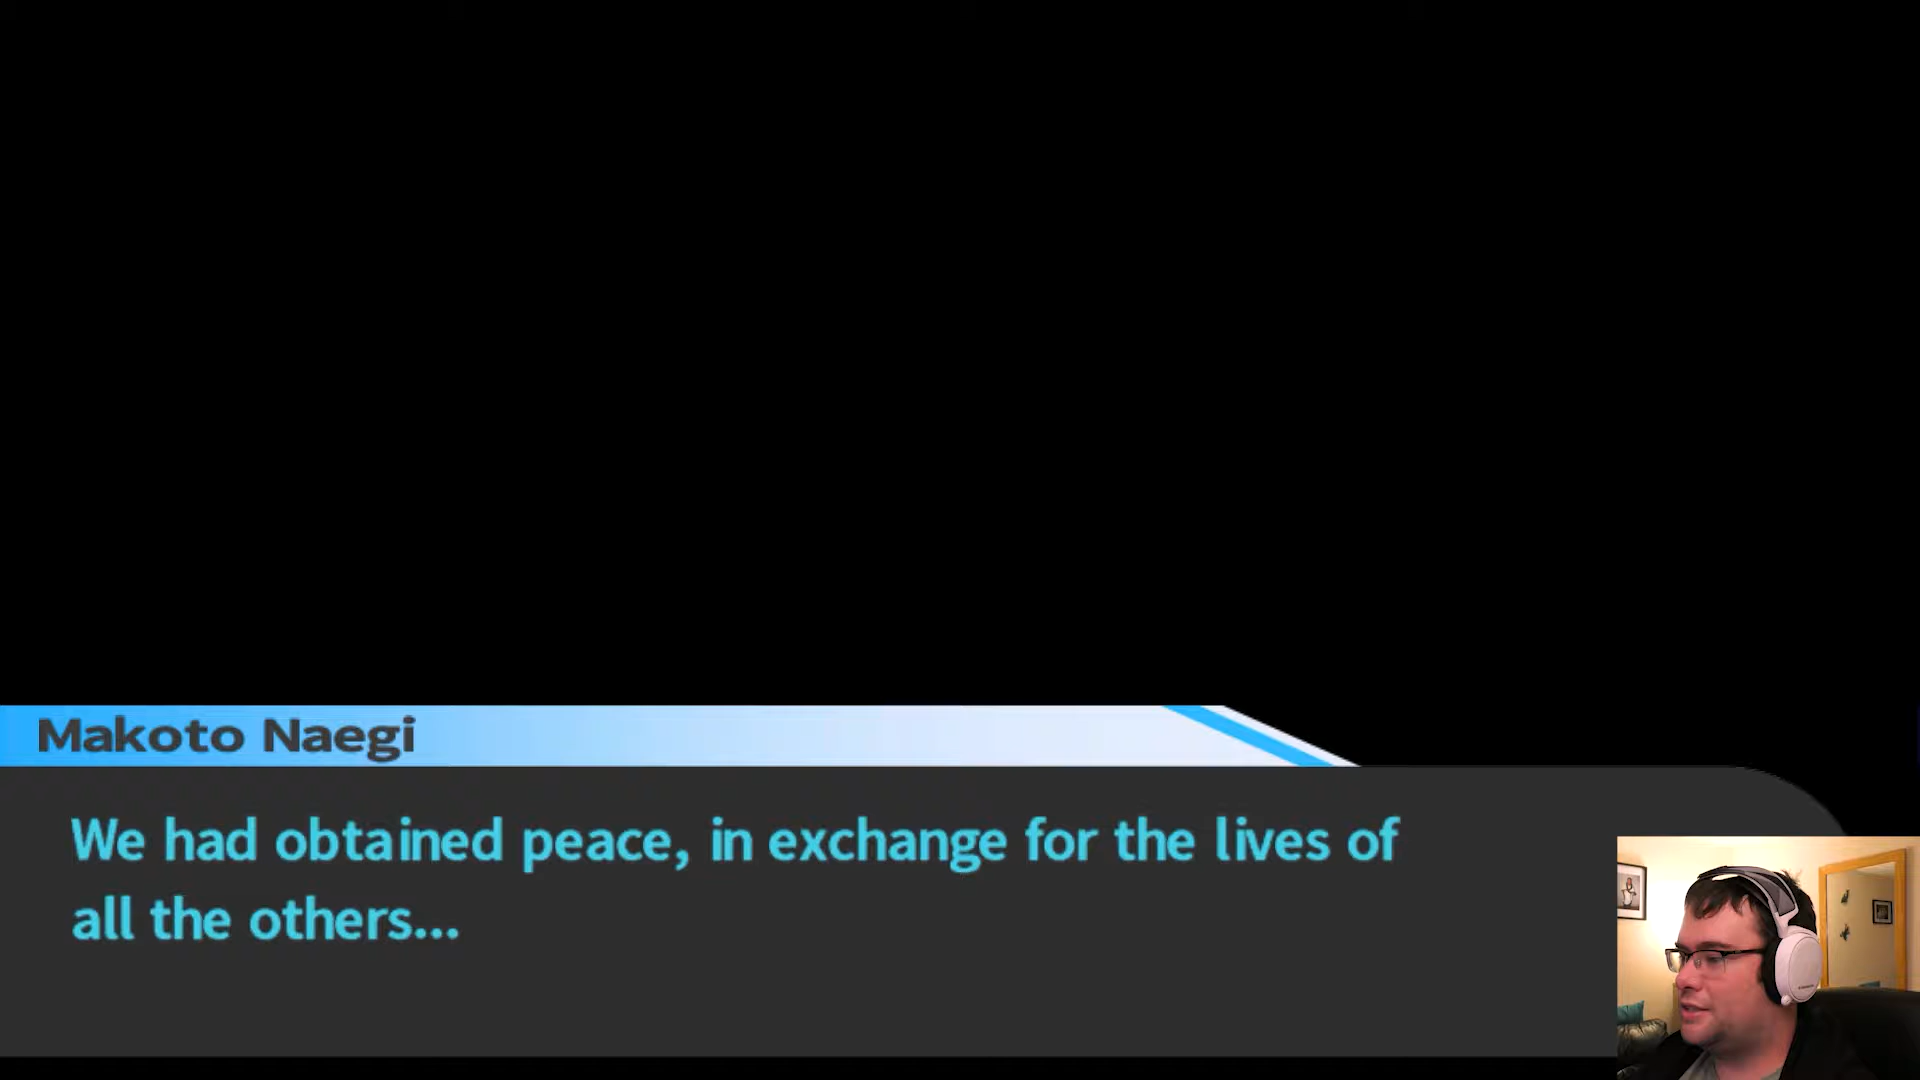 Makoto Naegi
We had obtained peace, in exchange for the lives of
all the others...